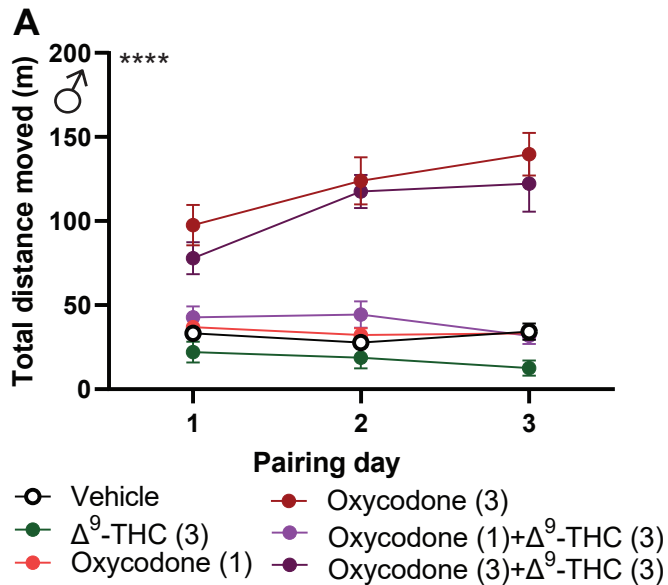 A
200
****
♂
150
100
50
0
Total distance moved (m)
1 2 3
Pairing day
Vehicle
Δ⁹-THC (3)
Oxycodone (1)
Oxycodone (3)
Oxycodone (1)+Δ⁹-THC (3)
Oxycodone (3)+Δ⁹-THC (3)